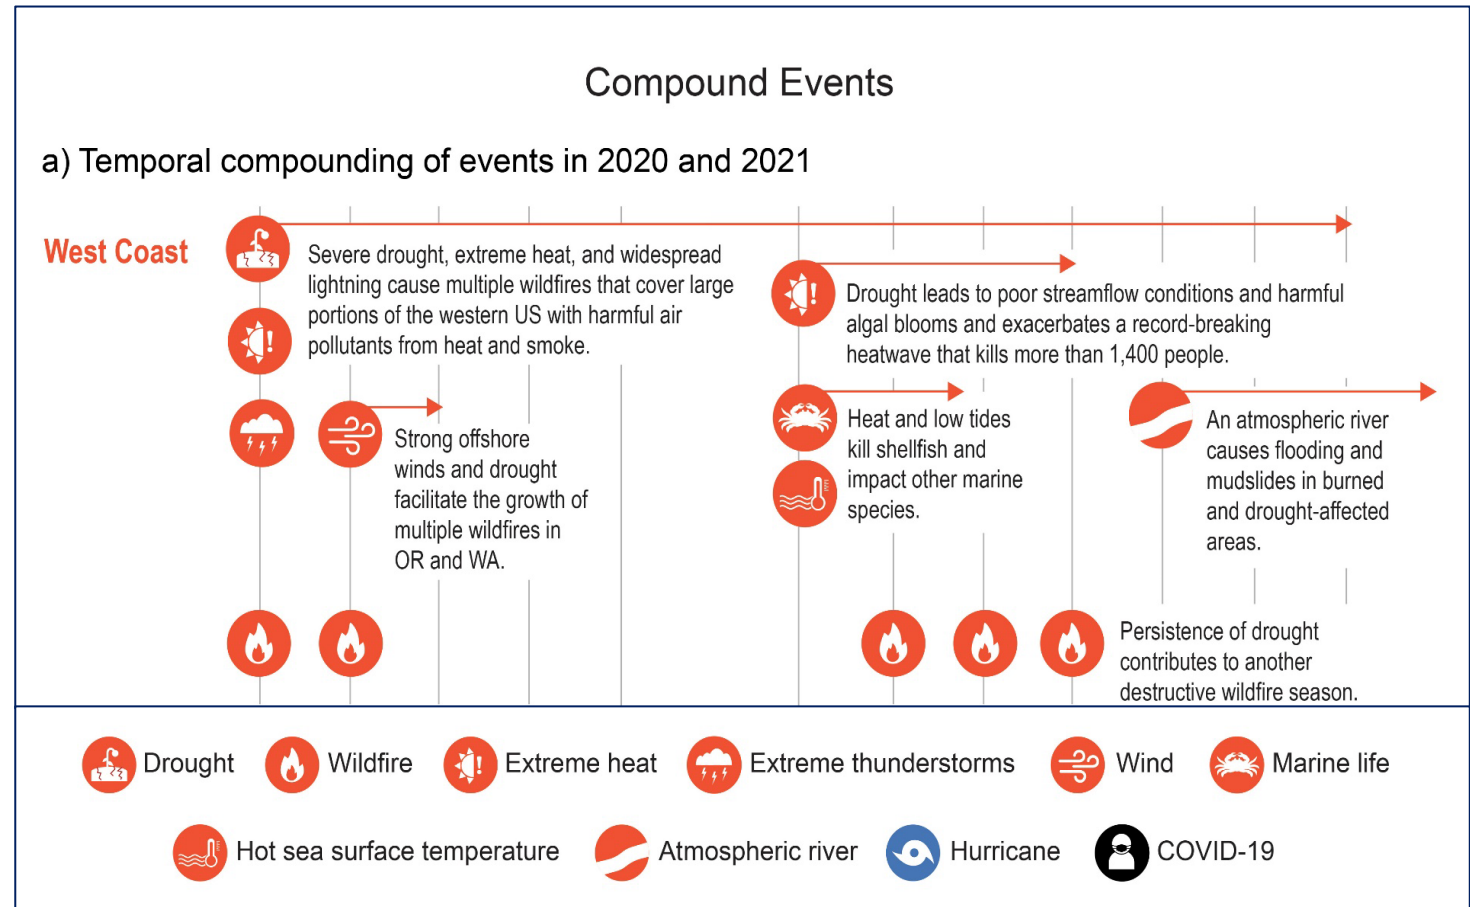 Compound Events
a) Temporal compounding of events in 2020 and 2021
West Coast
Severe drought, extreme heat, and widespread
lightning cause multiple wildfires that cover large
portions of the western US with harmful air
pollutants from heat and smoke.
Drought leads to poor streamflow conditions and harmful
algal blooms and exacerbates a record-breaking
heatwave that kills more than 1,400 people.
Strong offshore
winds and drought
facilitate the growth of
multiple wildfires in
OR and WA.
Heat and low tides
kill shellfish and
impact other marine
species.
An atmospheric river
causes flooding and
mudslides in burned
and drought-affected
areas.
Persistence of drought
contributes to another
destructive wildfire season.
Drought
Wildfire
Extreme heat
Extreme thunderstorms
Wind
Marine life
Hot sea surface temperature
Atmospheric river
Hurricane
COVID-19